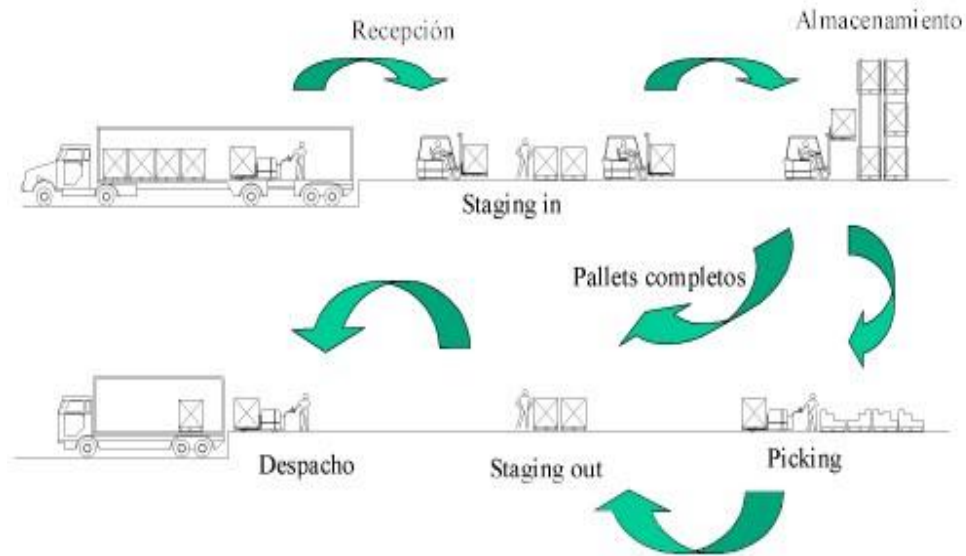 Recepción
Almacenamiento
Staging in
Pallets completos
Despacho
Staging out
Picking